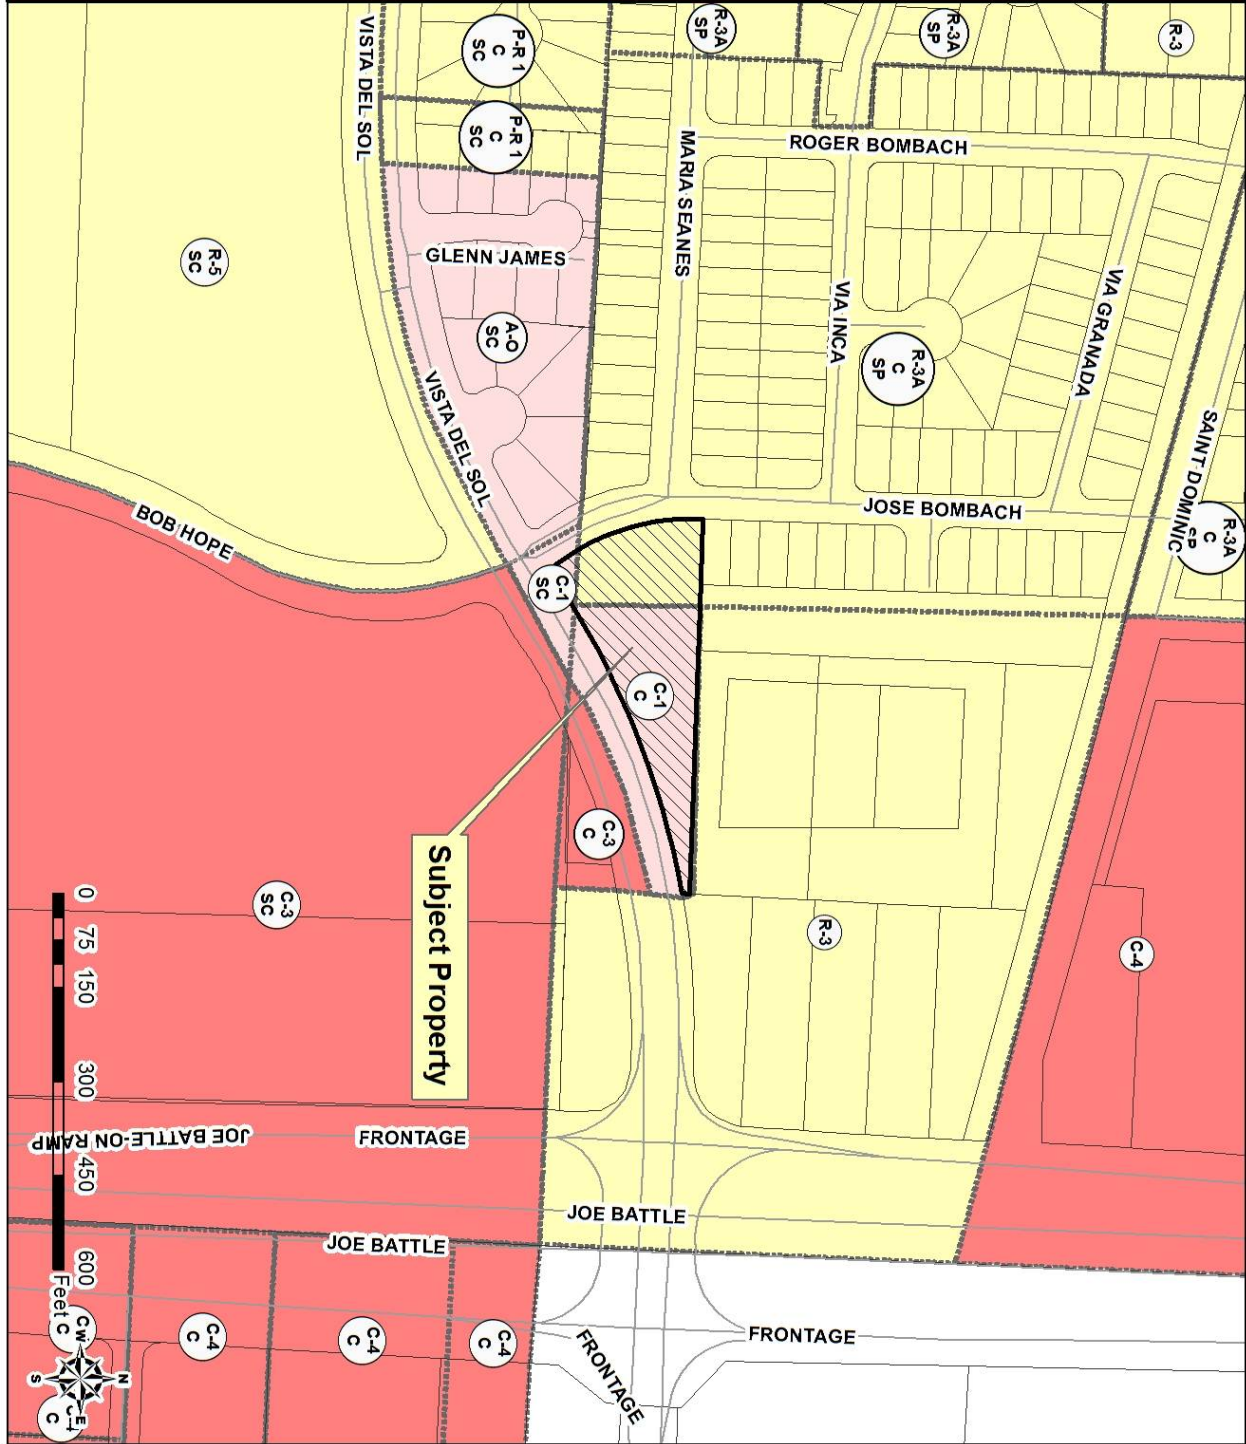 P-R 1
C
SC
P-R 1
C
SC
R-3A
SP
R-3A
SP
R-3
VISTA DEL SOL
MARIA SEANES
ROGER BOMBACH
R-5
SC
GLENN JAMES
A-O
SC
VIA INCA
R-3A
C
SP
VIA GRANADA
VISTA DEL SOL
SAINT DOMINIC
R-3A
C
SP
BOB HOPE
JOSE BOMBACH
C-1
SC
C-1
C
C-3
C
Subject Property
C-3
SC
R-3
C-4
0 75 150 300 450 600
Feet
JOE BATTLE-ON RAMP
FRONTAGE
JOE BATTLE
JOE BATTLE
FRONTAGE
FRONTAGE
C-4
C
C-4
C
C-4
C
C
C
N
S
E
W
C